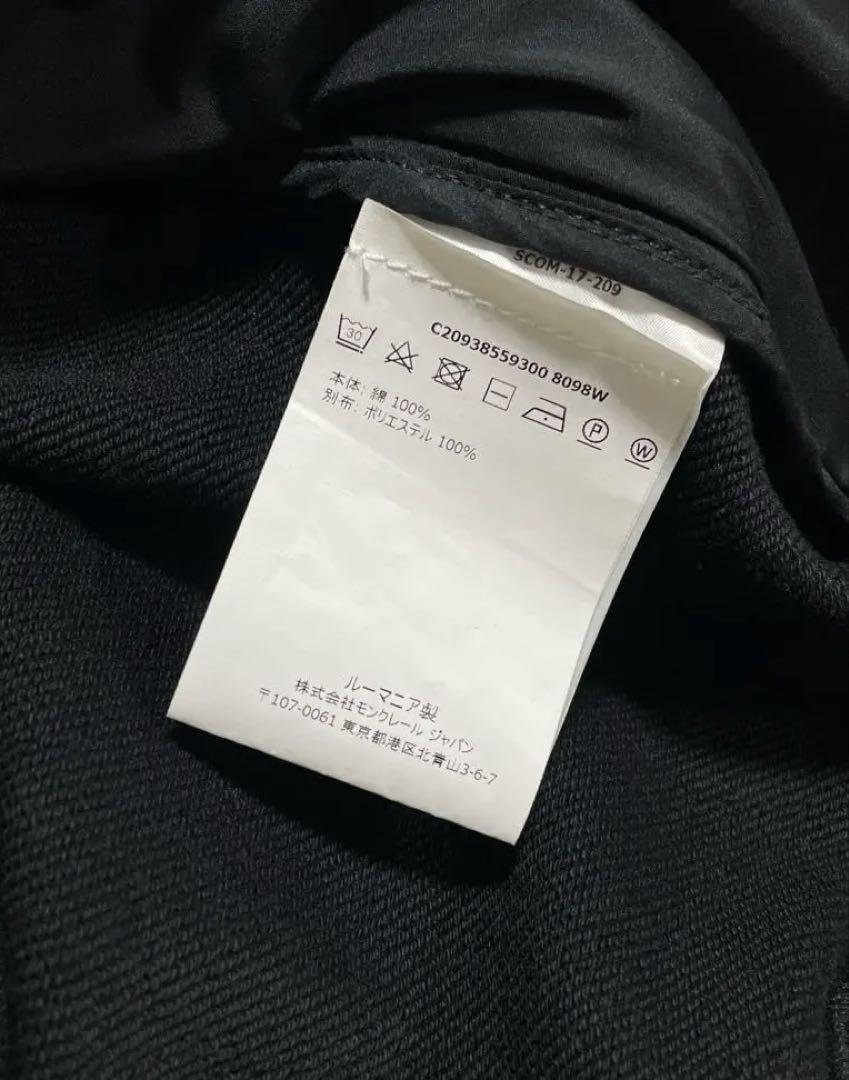 SCOM-17-209
C20938559300 8098W
30
P
W
本体: 綿 100%
別布: ポリエステル 100%
ルーマニア製
株式会社モンクレール ジャパン
〒107-0061 東京都港区北青山3-6-7